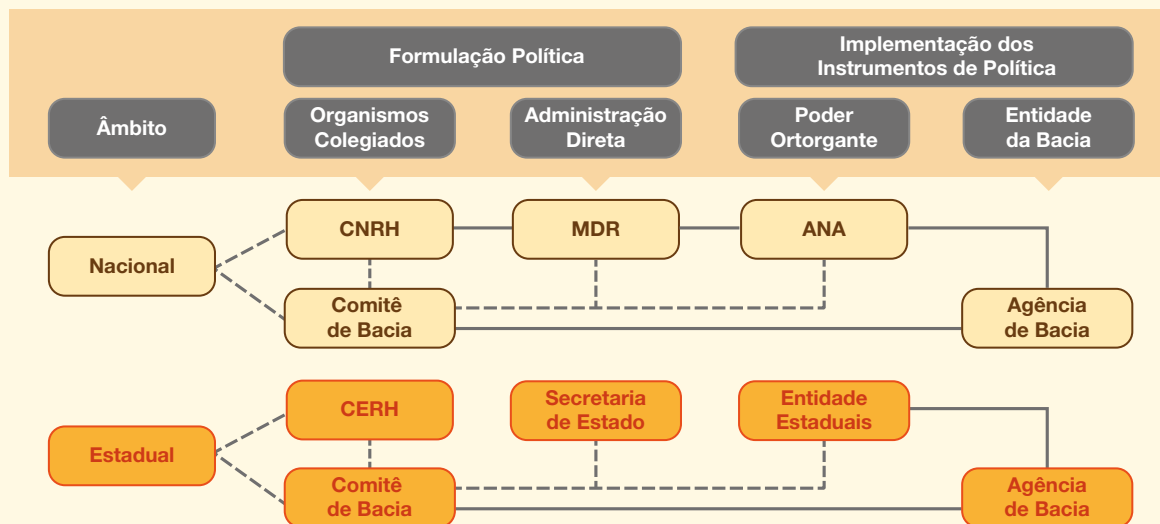 Formulação Política
Implementação dos
Instrumentos de Política
Âmbito
Organismos
Colegiados
Administração
Direta
Poder
Ortorgante
Entidade
da Bacia
Nacional
CNRH
MDR
ANA
Comitê
de Bacia
Agência
de Bacia
Estadual
CERH
Secretaria
de Estado
Entidade
Estaduais
Comitê
de Bacia
Agência
de Bacia